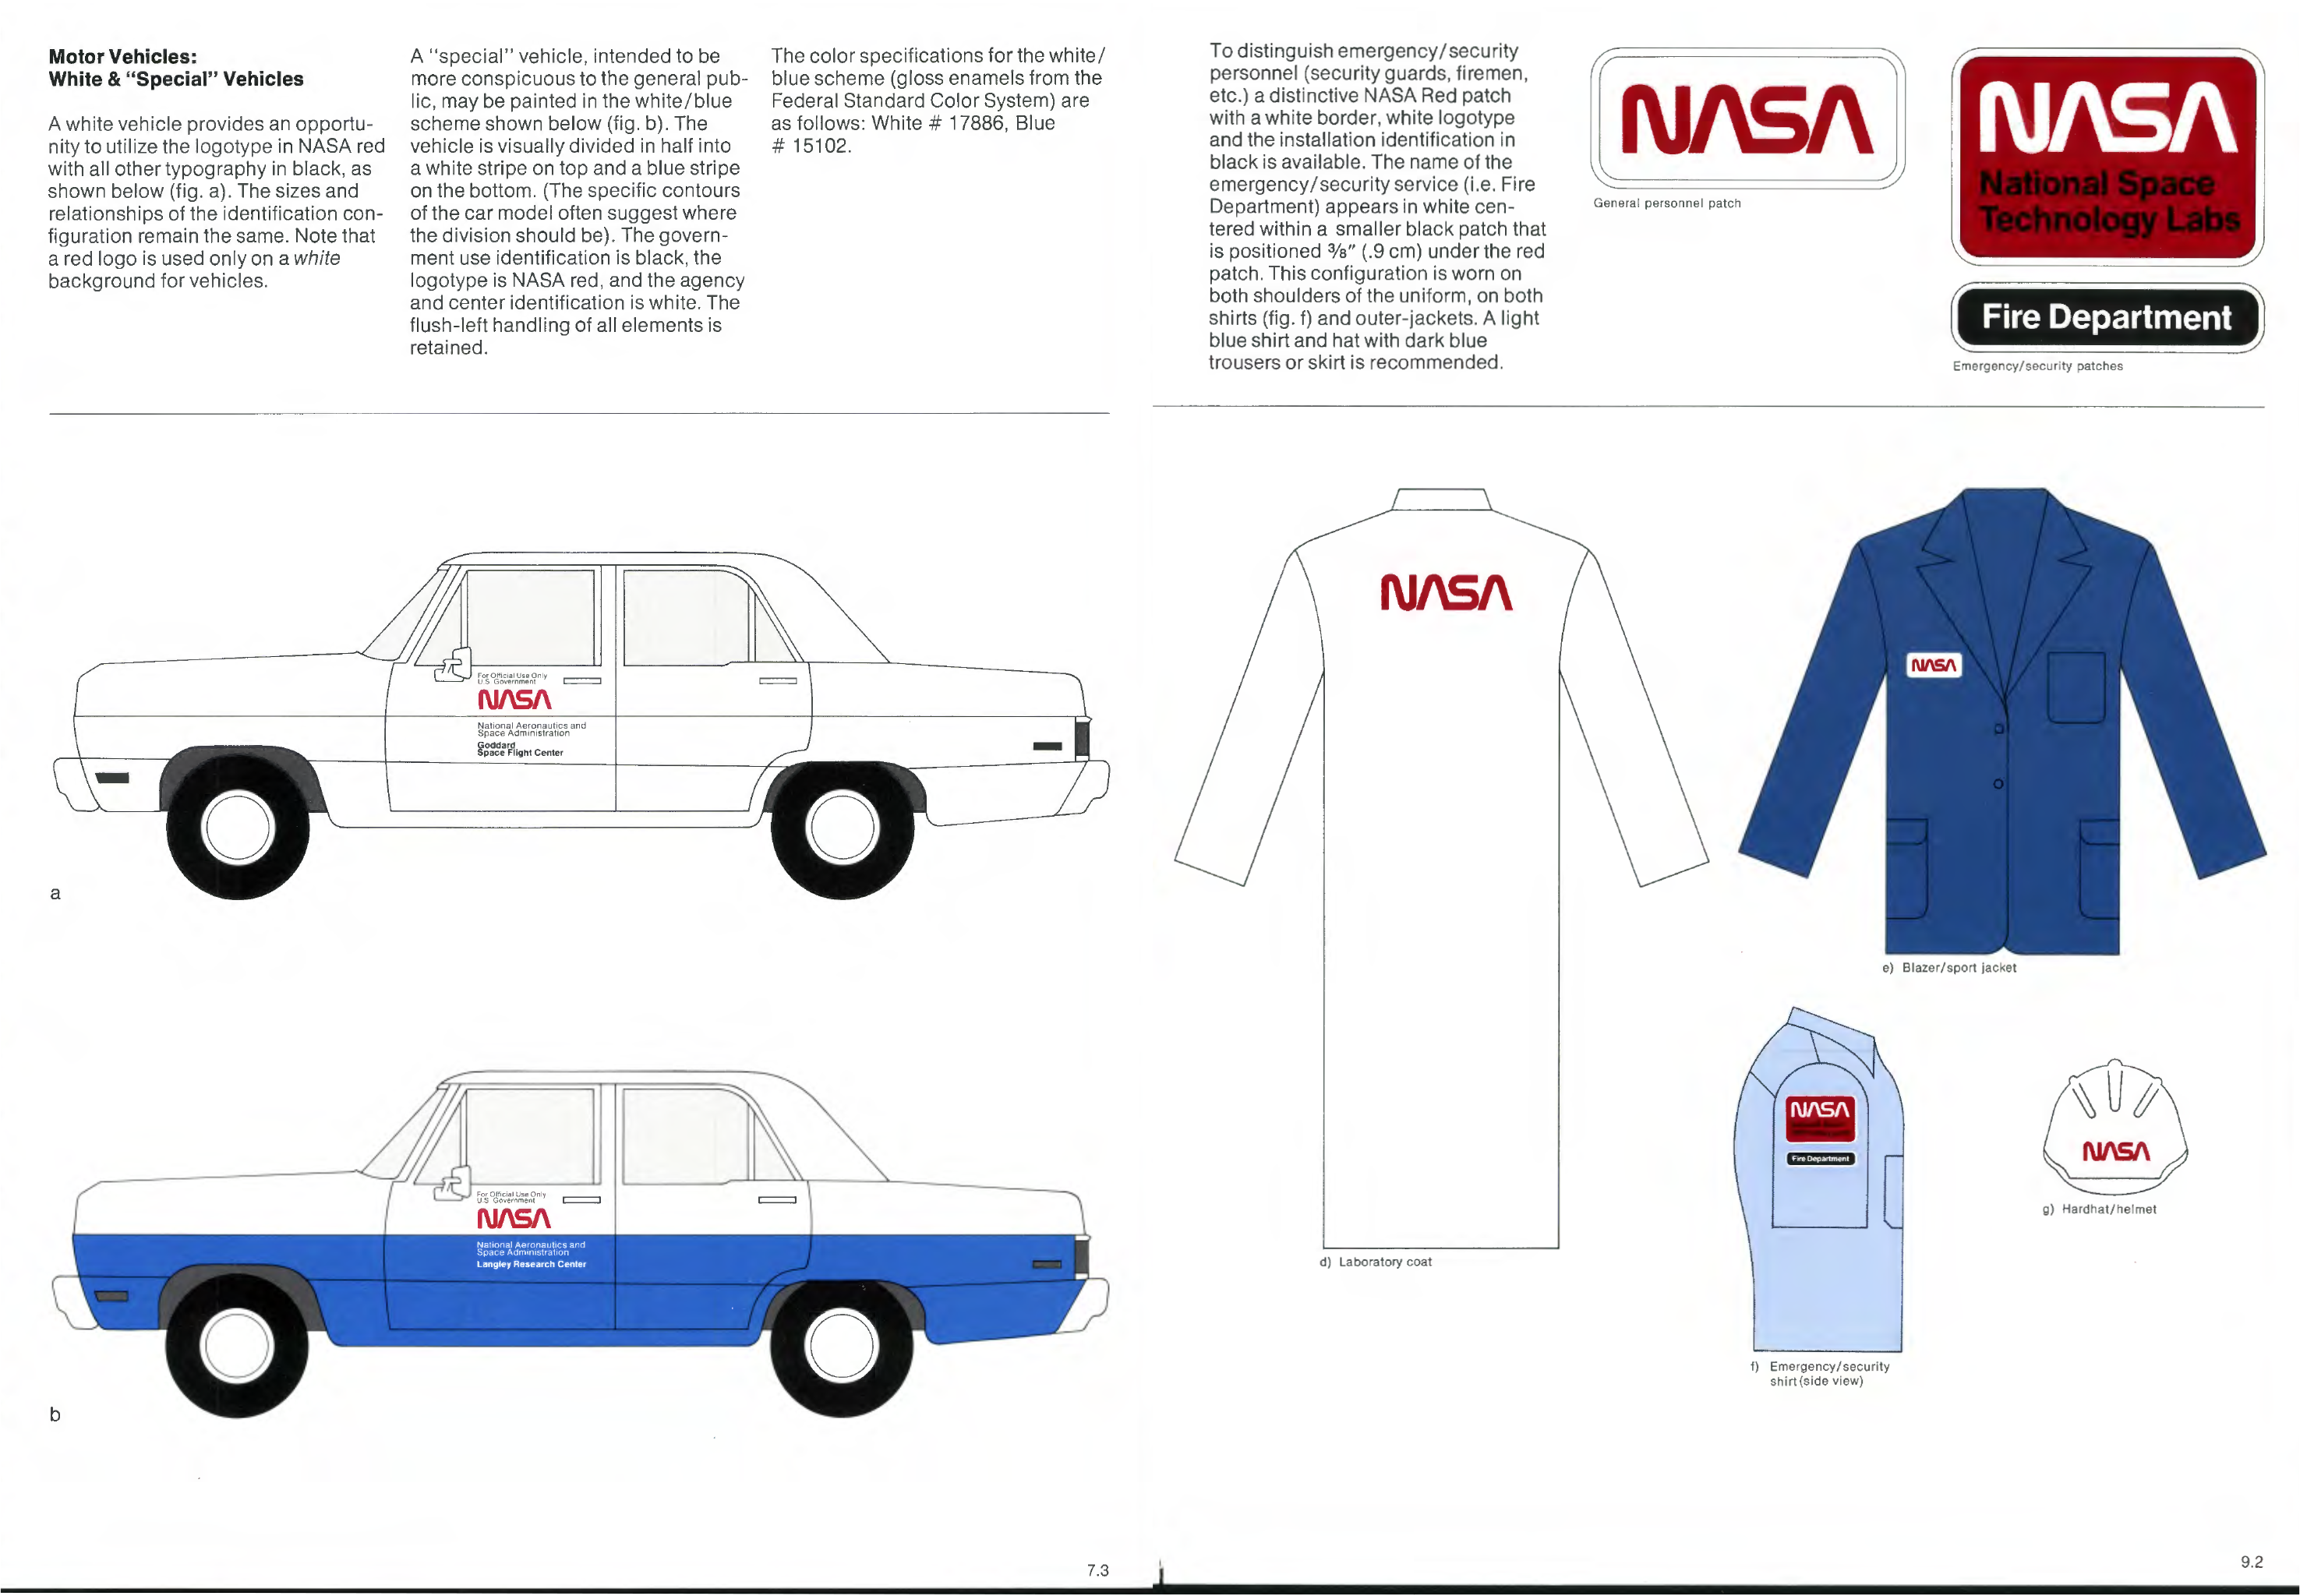 Motor Vehicles:
White & “Special” Vehicles
A white vehicle provides an opportu-
nity to utilize the logotype in NASA red
with all other typography in black, as
shown below (fig. a). The sizes and
relationships of the identification con-
figuration remain the same. Note that
a red logo is used only on a white
background for vehicles.
A “special” vehicle, intended to be
more conspicuous to the general pub-
lic, may be painted in the white/blue
scheme shown below (fig. b). The
vehicle is visually divided in half into
a white stripe on top and a blue stripe
on the bottom. (The specific contours
of the car model often suggest where
the division should be). The govern-
ment use identification is black, the
logotype is NASA red, and the agency
and center identification is white. The
flush-left handling of all elements is
retained.
The color specifications for the white/
blue scheme (gloss enamels from the
Federal Standard Color System) are
as follows: White # 17886, Blue
# 15102.
For Official Use Only
U.S. Government
NASA
National Aeronautics and
Space Administration
Goddard
Space Flight Center
a
For Official Use Only
U.S. Government
NASA
National Aeronautics and
Space Administration
Langley Research Center
b
7.3
To distinguish emergency/security
personnel (security guards, firemen,
etc.) a distinctive NASA Red patch
with a white border, white logotype
and the installation identification in
black is available. The name of the
emergency/security service (i.e. Fire
Department) appears in white cen-
tered within a smaller black patch that
is positioned 3/8″ (.9 cm) under the red
patch. This configuration is worn on
both shoulders of the uniform, on both
shirts (fig. f) and outer-jackets. A light
blue shirt and hat with dark blue
trousers or skirt is recommended.
NASA
General personnel patch
NASA
National Space
Technology Labs
Fire Department
Emergency/security patches
NASA
d) Laboratory coat
NASA
e) Blazer/sport jacket
NASA
Fire Department
f) Emergency/security
shirt (side view)
NASA
g) Hardhat/helmet
9.2